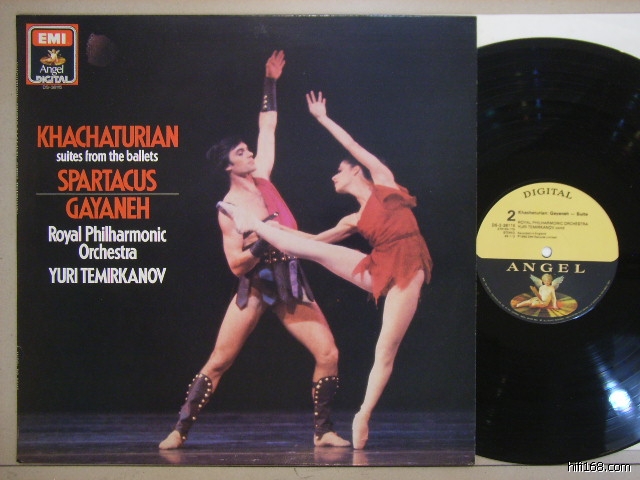 EMI
Angel
DIGITAL
KHACHATURIAN
suites from the ballets
SPARTACUS
GAYANEH
Royal Philharmonic
Orchestra
YURI TEMIRKANOV
DIGITAL
2 Khachaturian: Gayaneh — Suite
ROYAL PHILHARMONIC ORCHESTRA
YURI TEMIRKANOV
ANGEL
hifi168.com